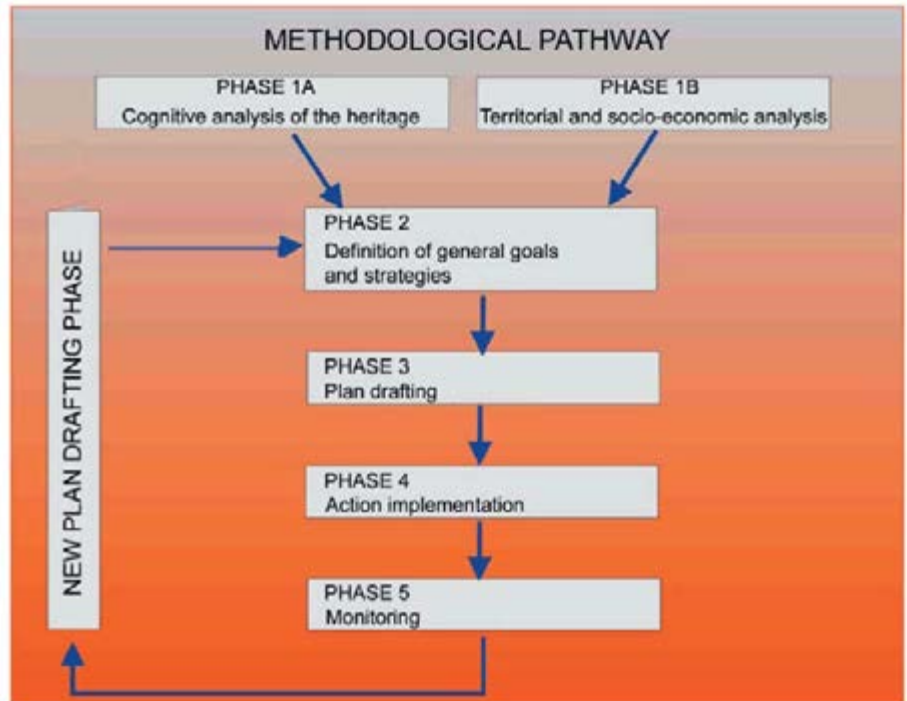 METHODOLOGICAL PATHWAY
PHASE 1A
Cognitive analysis of the heritage
PHASE 1B
Territorial and socio-economic analysis
NEW PLAN DRAFTING PHASE
PHASE 2
Definition of general goals
and strategies
PHASE 3
Plan drafting
PHASE 4
Action implementation
PHASE 5
Monitoring